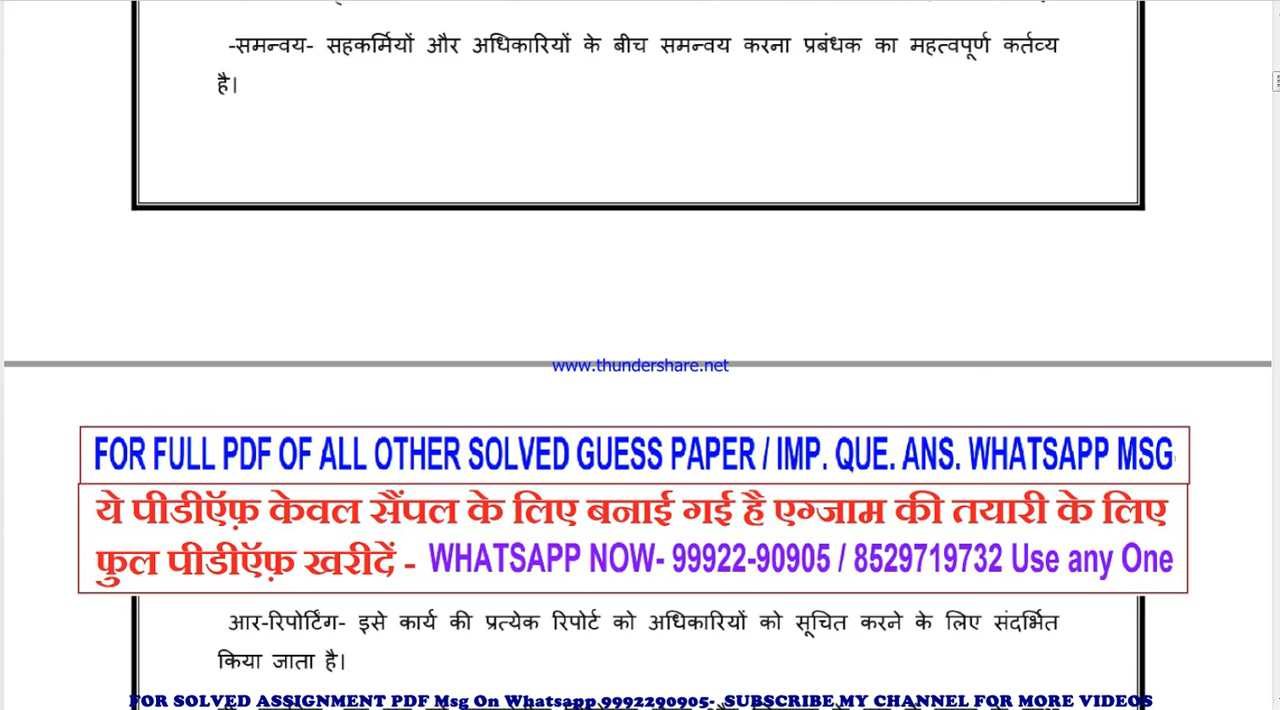 -समन्वय- सहकर्मियों और अधिकारियों के बीच समन्वय करना प्रबंधक का महत्वपूर्ण कर्तव्य
है।
www.thundershare.net
FOR FULL PDF OF ALL OTHER SOLVED GUESS PAPER / IMP. QUE. ANS. WHATSAPP MSG
ये पीडीऍफ़ केवल सैंपल के लिए बनाई गई है एग्जाम की तयारी के लिए
फुल पीडीऍफ़ खरीदें - WHATSAPP NOW- 99922-90905 / 8529719732 Use any One
आर-रिपोर्टिंग- इसे कार्य की प्रत्येक रिपोर्ट को अधिकारियों को सूचित करने के लिए संदर्भित
किया जाता है।
FOR SOLVED ASSIGNMENT PDF Msg On Whatsapp 9992290905- SUBSCRIBE MY CHANNEL FOR MORE VIDEOS